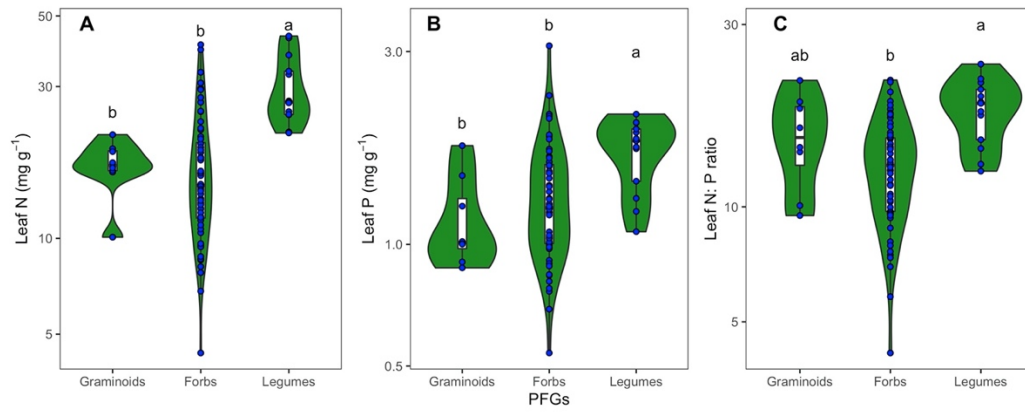 A
50
30
10
5
Leaf N (mg g⁻¹)
b
b
a
Graminoids
Forbs
Legumes
B
3.0
1.0
0.5
Leaf P (mg g⁻¹)
b
b
a
Graminoids
Forbs
Legumes
PFGs
C
30
10
5
Leaf N: P ratio
ab
b
a
Graminoids
Forbs
Legumes